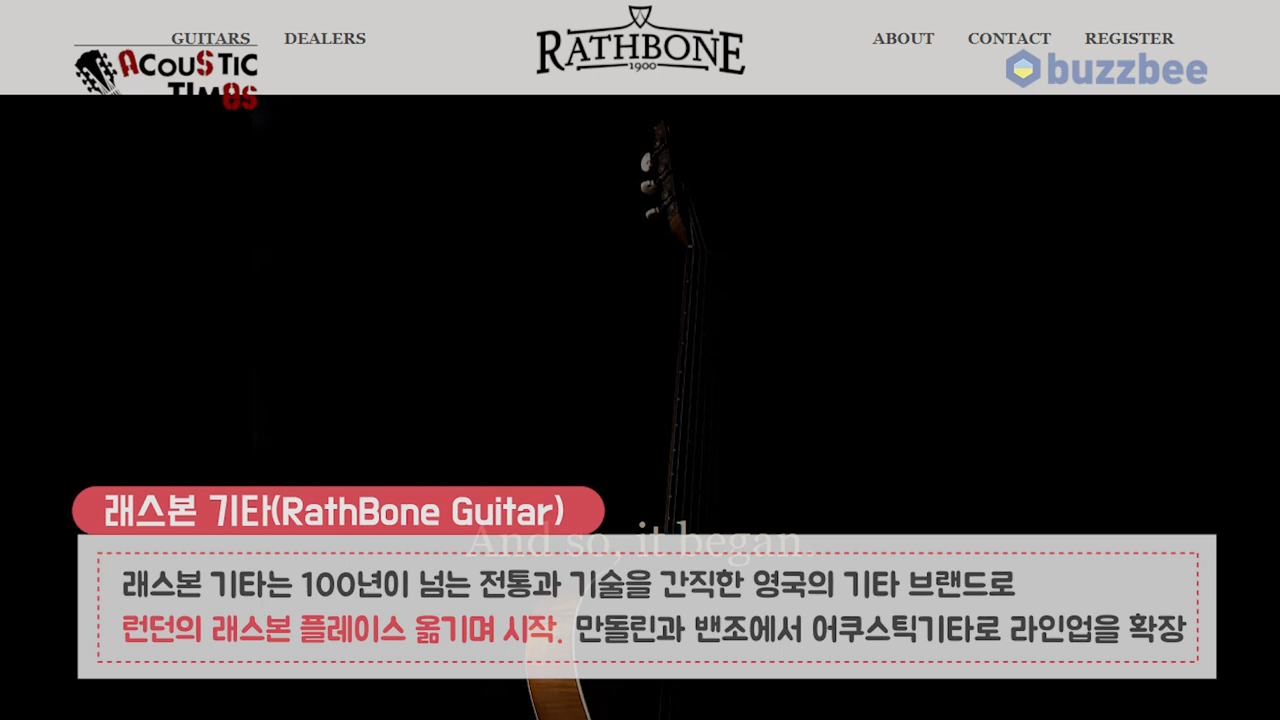 GUITARS
DEALERS
RATHBONE
1900
ABOUT
CONTACT
REGISTER
ACOUSTIC
TIM8S
buzzbee
래스본 기타(RathBone Guitar)
And so, it began.
래스본 기타는 100년이 넘는 전통과 기술을 간직한 영국의 기타 브랜드로
런던의 래스본 플레이스 옮기며 시작. 만돌린과 밴조에서 어쿠스틱기타로 라인업을 확장